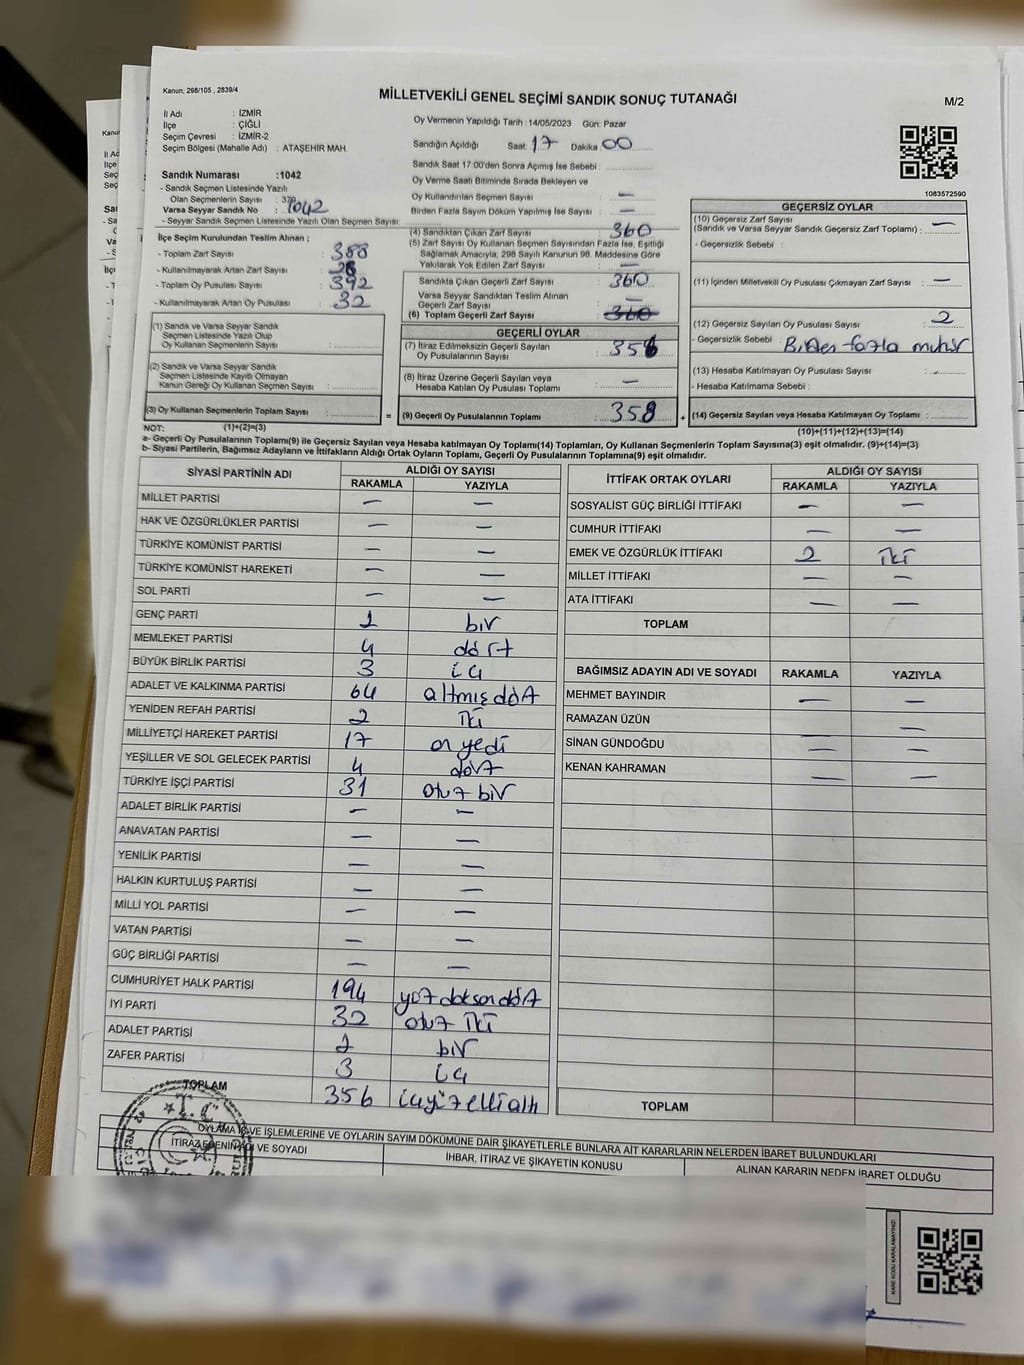 Kanun; 298/105 , 2839/4
MİLLETVEKİLİ GENEL SEÇİMİ SANDIK SONUÇ TUTANAĞI
M/2
İl Adı : İZMİR
İlçe : ÇİĞLİ
Seçim Çevresi : İZMİR-2
Seçim Bölgesi (Mahalle Adı) : ATAŞEHİR MAH.
Sandık Numarası :1042
- Sandık Seçmen Listesinde Yazılı
Olan Seçmenlerin Sayısı :
Varsa Seyyar Sandık No : 1042
- Seyyar Sandık Seçmen Listesinde Yazılı Olan Seçmen Sayısı:
İlçe Seçim Kurulundan Teslim Alınan ;
- Toplam Zarf Sayısı : 388
- Kullanılmayarak Artan Zarf Sayısı :
- Toplam Oy Pusulası Sayısı : 392
- Kullanılmayarak Artan Oy Pusulası : 32
(1) Sandık ve Varsa Seyyar Sandık
Seçmen Listesinde Yazılı Olup
Oy Kullanan Seçmenlerin Sayısı :
(2) Sandık ve Varsa Seyyar Sandık
Seçmen Listesinde Kayıtlı Olmayan
Kanun Gereği Oy Kullanan Seçmen Sayısı :
(3) Oy Kullanan Seçmenlerin Toplam Sayısı :
(1)+(2)=(3)
Oy Vermenin Yapıldığı Tarih : 14/05/2023 Gün: Pazar
Sandığın Açıldığı Saat: 17 Dakika 00
Sandık Saat 17:00'den Sonra Açımış İse Sebebi :
Oy Verme Saati Bitiminde Sırada Bekleyen ve
Oy Kullandırılan Seçmen Sayısı : —
Birden Fazla Sayım Döküm Yapılmış İse Sayısı : —
(4) Sandıktan Çıkan Zarf Sayısı : 360
(5) Zarf Sayısı Oy Kullanan Seçmen Sayısından Fazla İse, Eşitliği
Sağlamak Amacıyla; 298 Sayılı Kanunun 98. Maddesine Göre
Yakılarak Yok Edilen Zarf Sayısı : —
Sandıkta Çıkan Geçerli Zarf Sayısı : 360
Varsa Seyyar Sandıktan Teslim Alınan
Geçerli Zarf Sayısı : —
(6) Toplam Geçerli Zarf Sayısı : 360
GEÇERLİ OYLAR
(7) İtiraz Edilmeksizin Geçerli Sayılan
Oy Pusulalarının Sayısı : 358
(8) İtiraz Üzerine Geçerli Sayılan veya
Hesaba Katılan Oy Pusulası Toplamı : —
= (9) Geçerli Oy Pusulalarının Toplamı : 358 +
1083572590
GEÇERSİZ OYLAR
(10) Geçersiz Zarf Sayısı
(Sandık ve Varsa Seyyar Sandık Geçersiz Zarf Toplamı) : —
- Geçersizlik Sebebi :
(11) İçinden Milletvekili Oy Pusulası Çıkmayan Zarf Sayısı : —
(12) Geçersiz Sayılan Oy Pusulası Sayısı : 2
- Geçersizlik Sebebi : Birden fazla mühür
(13) Hesaba Katılmayan Oy Pusulası Sayısı :
- Hesaba Katılmama Sebebi :
(14) Geçersiz Sayılan veya Hesaba Katılmayan Oy Toplamı :
(10)+(11)+(12)+(13)=(14)
NOT:
a- Geçerli Oy Pusulalarının Toplamı(9) ile Geçersiz Sayılan veya Hesaba katılmayan Oy Toplamı(14) Toplamları, Oy Kullanan Seçmenlerin Toplam Sayısına(3) eşit olmalıdır. (9)+(14)=(3)
b- Siyasi Partilerin, Bağımsız Adayların ve İttifakların Aldığı Oyların Toplamı, Geçerli Oy Pusulalarının Toplamına(9) eşit olmalıdır.
SİYASİ PARTİNİN ADI ALDIĞI OY SAYISI
RAKAMLA YAZIYLA
MİLLET PARTİSİ — —
HAK VE ÖZGÜRLÜKLER PARTİSİ — —
TÜRKİYE KOMÜNİST PARTİSİ — —
TÜRKİYE KOMÜNİST HAREKETİ — —
SOL PARTİ — —
GENÇ PARTİ 1 bir
MEMLEKET PARTİSİ 4 dört
BÜYÜK BİRLİK PARTİSİ 3 üç
ADALET VE KALKINMA PARTİSİ 64 altmış dört
YENİDEN REFAH PARTİSİ 2 iki
MİLLİYETÇİ HAREKET PARTİSİ 17 on yedi
YEŞİLLER VE SOL GELECEK PARTİSİ 4 dört
TÜRKİYE İŞÇİ PARTİSİ 31 otuz bir
ADALET BİRLİK PARTİSİ — —
ANAVATAN PARTİSİ — —
YENİLİK PARTİSİ — —
HALKIN KURTULUŞ PARTİSİ — —
MİLLİ YOL PARTİSİ — —
VATAN PARTİSİ — —
GÜÇ BİRLİĞİ PARTİSİ — —
CUMHURİYET HALK PARTİSİ 194 yüz doksan dört
İYİ PARTİ 32 otuz iki
ADALET PARTİSİ 1 bir
ZAFER PARTİSİ 3 üç
TOPLAM 356 üçyüz elli altı
İTTİFAK ORTAK OYLARI ALDIĞI OY SAYISI
RAKAMLA YAZIYLA
SOSYALİST GÜÇ BİRLİĞİ İTTİFAKI — —
CUMHUR İTTİFAKI — —
EMEK VE ÖZGÜRLÜK İTTİFAKI 2 iki
MİLLET İTTİFAKI — —
ATA İTTİFAKI — —
TOPLAM
BAĞIMSIZ ADAYIN ADI VE SOYADI RAKAMLA YAZIYLA
MEHMET BAYINDIR — —
RAMAZAN ÜZÜN — —
SİNAN GÜNDOĞDU — —
KENAN KAHRAMAN — —
TOPLAM
OYLAMA İŞ VE İŞLEMLERİNE VE OYLARIN SAYIM DÖKÜMÜNE DAİR ŞİKAYETLERLE BUNLARA AİT KARARLARIN NELERDEN İBARET BULUNDUKLARI
İTİRAZ EDENİN ADI VE SOYADI
İHBAR, İTİRAZ VE ŞİKAYETİN KONUSU
ALINAN KARARIN NEDEN İBARET OLDUĞU
T.C
KARE KODU KARALAMAYINIZ!